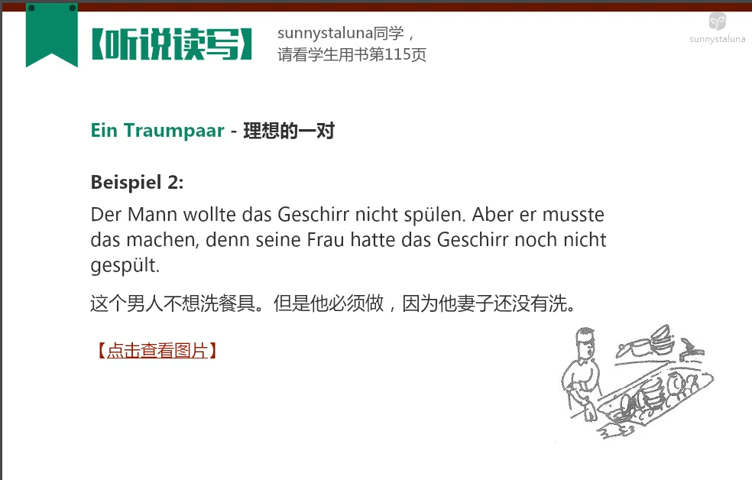 【听说读写】
sunnystaluna同学，
请看学生用书第115页
sunnystaluna
Ein Traumpaar - 理想的一对
Beispiel 2:
Der Mann wollte das Geschirr nicht spülen. Aber er musste
das machen, denn seine Frau hatte das Geschirr noch nicht
gespült.
这个男人不想洗餐具。但是他必须做，因为他妻子还没有洗。
【点击查看图片】